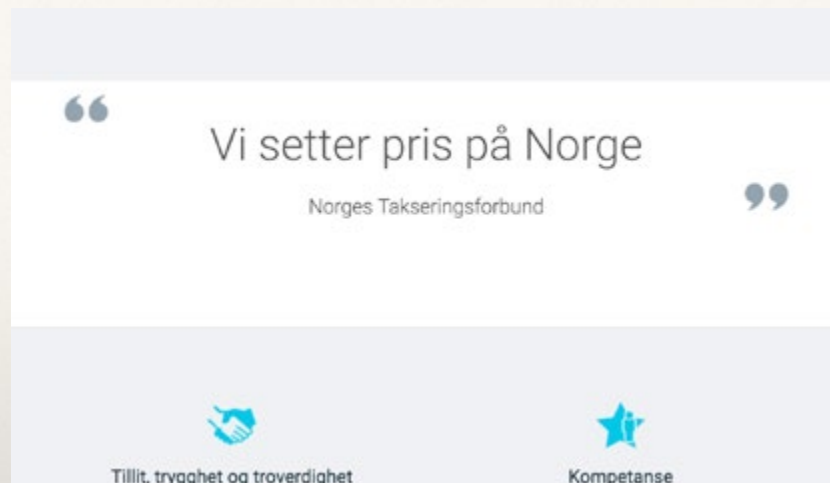 Vi setter pris på Norge
Norges Takseringsforbund
Tillit, trygghet og troverdighet
Kompetanse